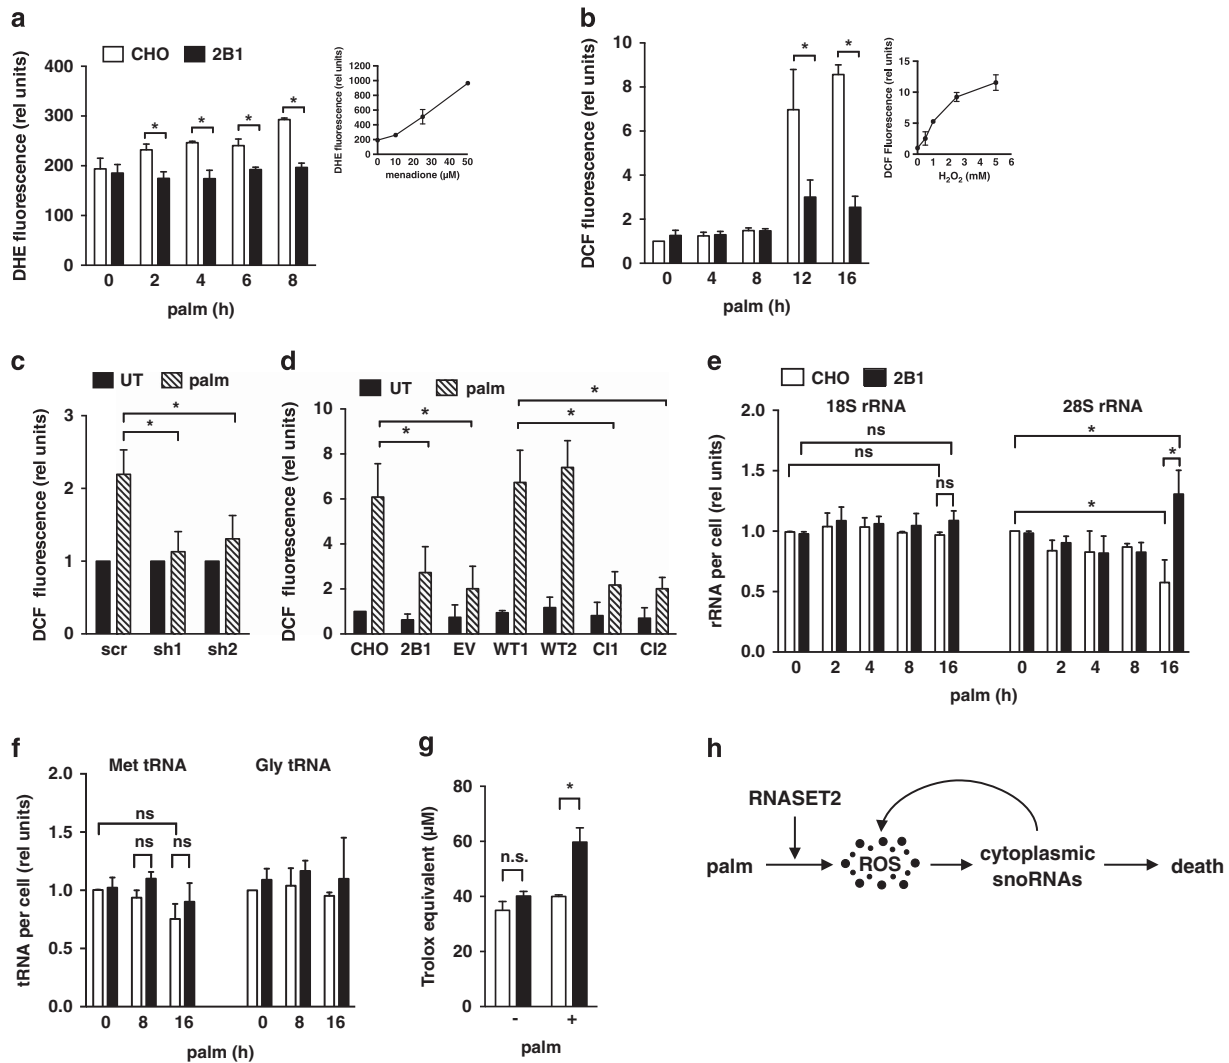 a
CHO 2B1
DHE fluorescence (rel units)
400
300
200
100
0
* * * *
0 2 4 6 8
palm (h)
DHE fluorescence (rel units)
1200
1000
800
600
400
200
0
0 10 20 30 40 50
menadione (µM)
b
DCF fluorescence (rel units)
10
8
6
4
2
0
* *
0 4 8 12 16
palm (h)
DCF Fluorescence (rel units)
15
10
5
0
0 1 2 3 4 5 6
H₂O₂ (mM)
c
UT palm
DCF fluorescence (rel units)
3
2
1
0
*
*
scr sh1 sh2
d
UT palm
DCF fluorescence (rel units)
10
8
6
4
2
0
*
*
*
*
CHO 2B1 EV WT1 WT2 CI1 CI2
e
CHO 2B1
18S rRNA 28S rRNA
rRNA per cell (rel units)
2.0
1.5
1.0
0.5
0.0
ns
ns
ns
*
*
*
0 2 4 8 16 0 2 4 8 16
palm (h)
f
Met tRNA Gly tRNA
tRNA per cell (rel units)
2.0
1.5
1.0
0.5
0.0
ns
ns ns
0 8 16 0 8 16
palm (h)
g
Trolox equivalent (µM)
80
60
40
20
0
n.s.
*
- +
palm
h
RNASET2
palm ROS cytoplasmic
snoRNAs death